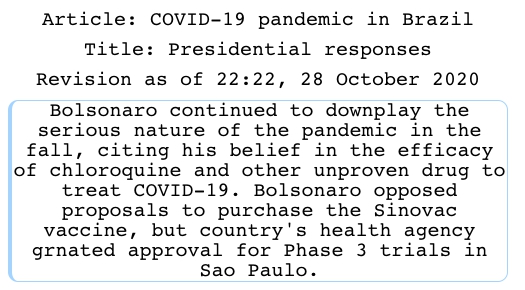 Article: COVID-19 pandemic in Brazil
Title: Presidential responses
Revision as of 22:22, 28 October 2020
Bolsonaro continued to downplay the
serious nature of the pandemic in the
fall, citing his belief in the efficacy
of chloroquine and other unproven drug to
treat COVID-19. Bolsonaro opposed
proposals to purchase the Sinovac
vaccine, but country's health agency
grnated approval for Phase 3 trials in
Sao Paulo.